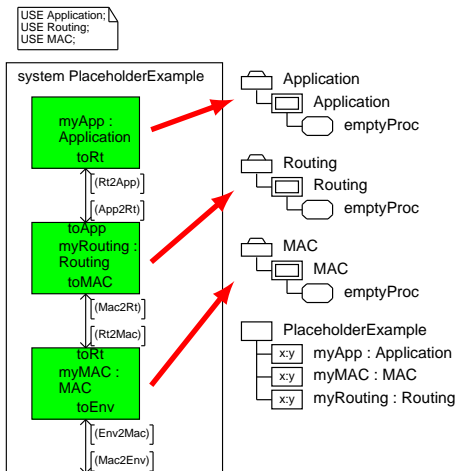 USE Application;
USE Routing;
USE MAC;
system PlaceholderExample
myApp :
Application
toRt
(Rt2App)
(App2Rt)
toApp
myRouting :
Routing
toMAC
(Mac2Rt)
(Rt2Mac)
toRt
myMAC :
MAC
toEnv
(Env2Mac)
(Mac2Env)
Application
Application
emptyProc
Routing
Routing
emptyProc
MAC
MAC
emptyProc
PlaceholderExample
x:y myApp : Application
x:y myMAC : MAC
x:y myRouting : Routing